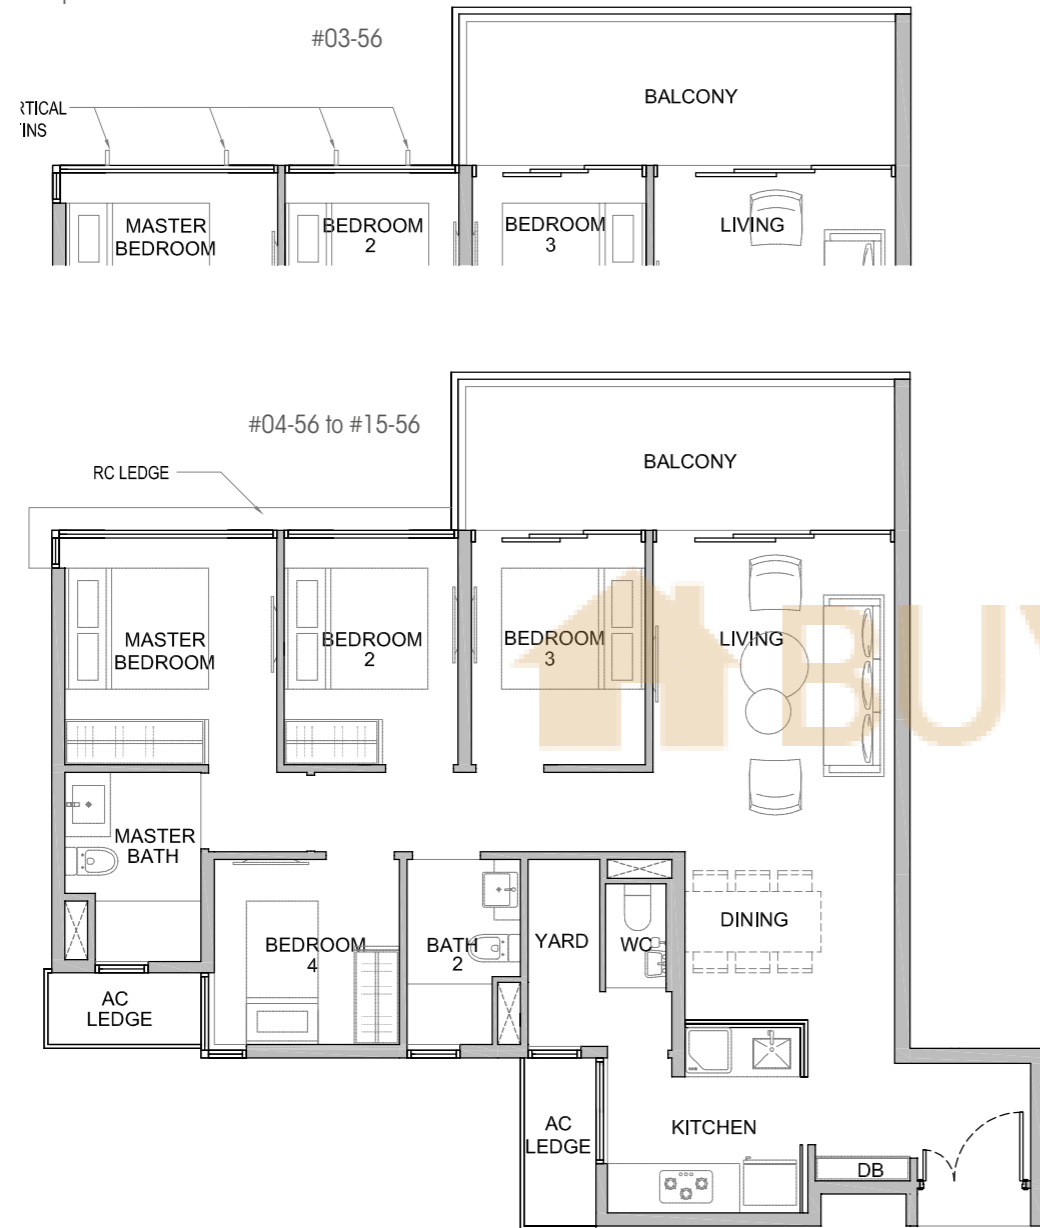 #03-56
BALCONY
RTICAL
INS
MASTER
BEDROOM
BEDROOM
2
BEDROOM
3
LIVING
#04-56 to #15-56
RC LEDGE
BALCONY
MASTER
BEDROOM
BEDROOM
2
BEDROOM
3
LIVING
BUY
MASTER
BATH
BEDROOM
4
BATH
2
YARD
WC
DINING
AC
LEDGE
KITCHEN
AC
LEDGE
DB